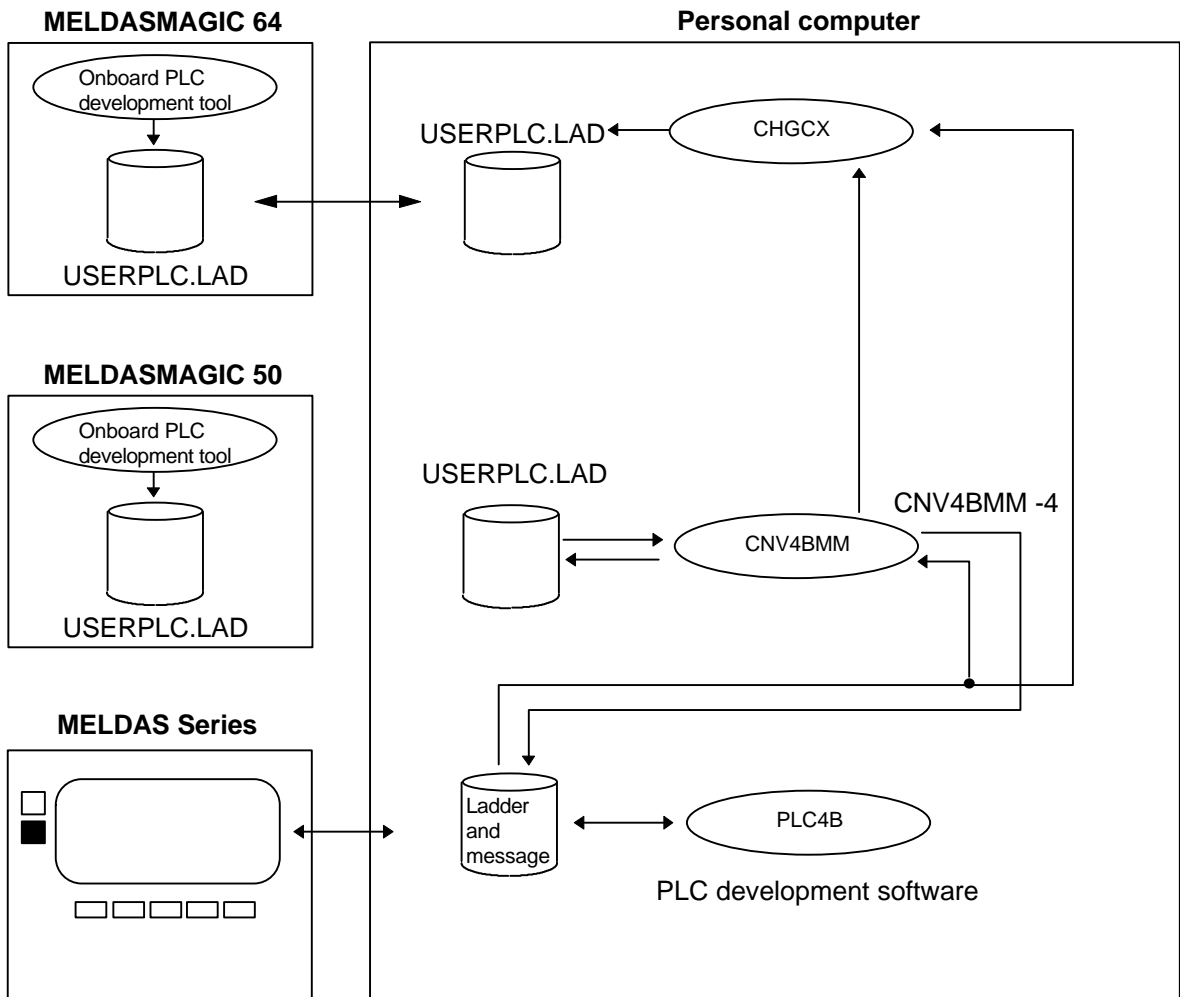 MELDASMAGIC 64
Personal computer
Onboard PLC
development tool
USERPLC.LAD
USERPLC.LAD
CHGCX
MELDASMAGIC 50
Onboard PLC
development tool
USERPLC.LAD
USERPLC.LAD
CNV4BMM
CNV4BMM -4
MELDAS Series
Ladder
and
message
PLC4B
PLC development software